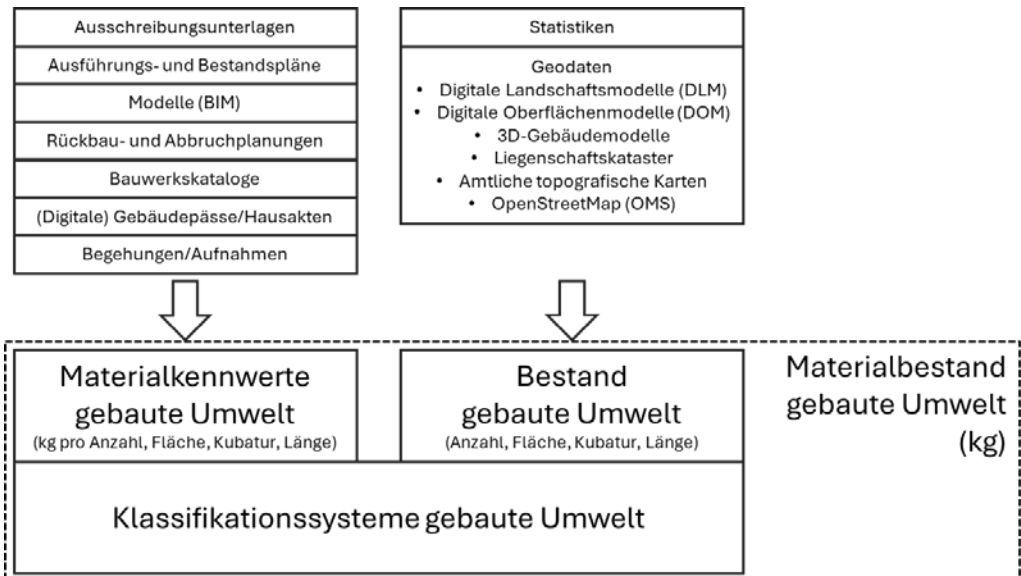 Ausschreibungsunterlagen
Ausführungs- und Bestandspläne
Modelle (BIM)
Rückbau- und Abbruchplanungen
Bauwerkskataloge
(Digitale) Gebäudepässe/Hausakten
Begehungen/Aufnahmen
Statistiken
Geodaten
• Digitale Landschaftsmodelle (DLM)
• Digitale Oberflächenmodelle (DOM)
• 3D-Gebäudemodelle
• Liegenschaftskataster
• Amtliche topografische Karten
• OpenStreetMap (OMS)
Materialkennwerte
gebaute Umwelt
(kg pro Anzahl, Fläche, Kubatur, Länge)
Bestand
gebaute Umwelt
(Anzahl, Fläche, Kubatur, Länge)
Materialbestand
gebaute Umwelt
(kg)
Klassifikationssysteme gebaute Umwelt